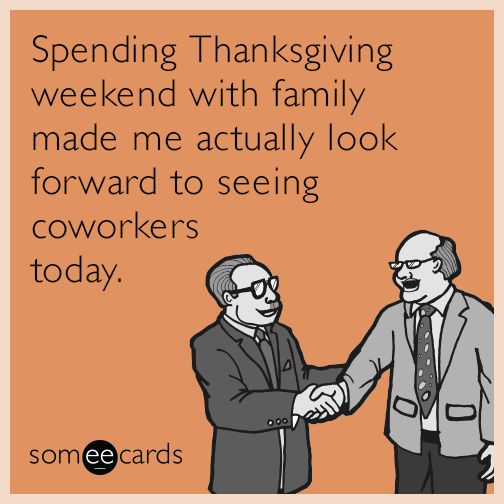 Spending Thanksgiving
weekend with family
made me actually look
forward to seeing
coworkers
today.
someecards